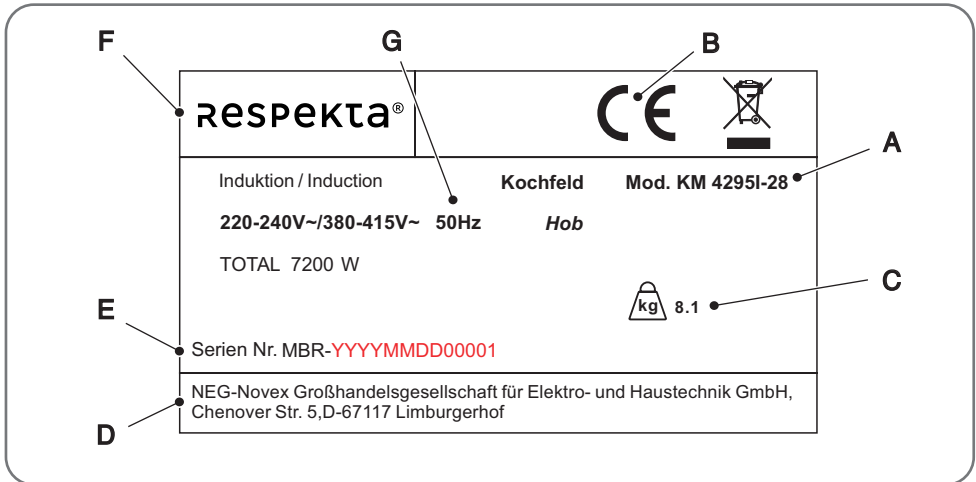 F
G
B
Respekta®
CE
A
Induktion / Induction Kochfeld Mod. KM 4295I-28
220-240V~/380-415V~ 50Hz Hob
TOTAL 7200 W
C
kg 8.1
E
Serien Nr. MBR-YYYYMMDD00001
NEG-Novex Großhandelsgesellschaft für Elektro- und Haustechnik GmbH,
Chenover Str. 5,D-67117 Limburgerhof
D